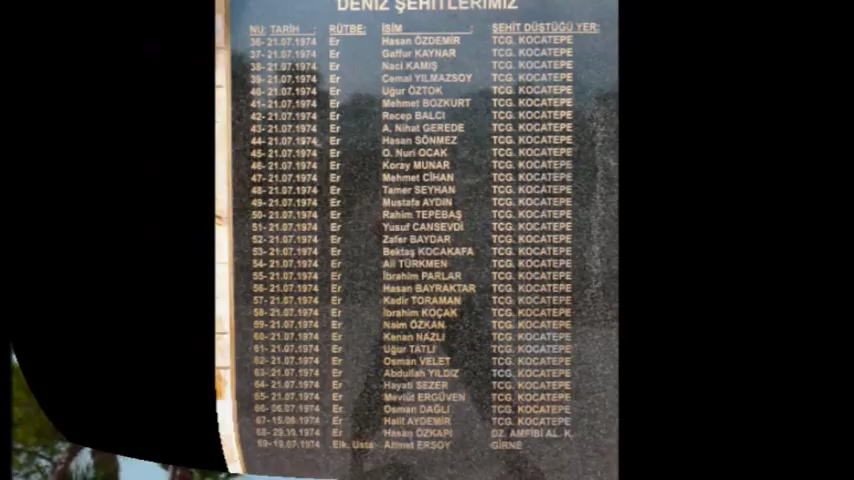 DENİZ ŞEHİTLERİMİZ
NU: TARİH : RÜTBE: İSİM : ŞEHİT DÜŞTÜĞÜ YER:
36- 21.07.1974 Er Hasan ÖZDEMİR TCG. KOCATEPE
37- 21.07.1974 Er Gaffur KAYNAR TCG. KOCATEPE
38- 21.07.1974 Er Naci KAMIŞ TCG. KOCATEPE
39- 21.07.1974 Er Cemal YILMAZSOY TCG. KOCATEPE
40- 21.07.1974 Er Uğur ÖZTOK TCG. KOCATEPE
41- 21.07.1974 Er Mehmet BOZKURT TCG. KOCATEPE
42- 21.07.1974 Er Recep BALCI TCG. KOCATEPE
43- 21.07.1974 Er A. Nihat GEREDE TCG. KOCATEPE
44- 21.07.1974 Er Hasan SÖNMEZ TCG. KOCATEPE
45- 21.07.1974 Er O. Nuri OCAK TCG. KOCATEPE
46- 21.07.1974 Er Koray MUNAR TCG. KOCATEPE
47- 21.07.1974 Er Mehmet CİHAN TCG. KOCATEPE
48- 21.07.1974 Er Tamer SEYHAN TCG. KOCATEPE
49- 21.07.1974 Er Mustafa AYDIN TCG. KOCATEPE
50- 21.07.1974 Er Rahim TEPEBAŞ TCG. KOCATEPE
51- 21.07.1974 Er Yusuf CANSEVDİ TCG. KOCATEPE
52- 21.07.1974 Er Zafer BAYDAR TCG. KOCATEPE
53- 21.07.1974 Er Bektaş KOCAKAFA TCG. KOCATEPE
54- 21.07.1974 Er Ali TÜRKMEN TCG. KOCATEPE
55- 21.07.1974 Er İbrahim PARLAR TCG. KOCATEPE
56- 21.07.1974 Er Hasan BAYRAKTAR TCG. KOCATEPE
57- 21.07.1974 Er Kadir TORAMAN TCG. KOCATEPE
58- 21.07.1974 Er İbrahim KOÇAK TCG. KOCATEPE
59- 21.07.1974 Er Naim ÖZKAN TCG. KOCATEPE
60- 21.07.1974 Er Kenan NAZLI TCG. KOCATEPE
61- 21.07.1974 Er Uğur TATLI TCG. KOCATEPE
62- 21.07.1974 Er Osman VELET TCG. KOCATEPE
63- 21.07.1974 Er Abdullah YILDIZ TCG. KOCATEPE
64- 21.07.1974 Er Hayati SEZER TCG. KOCATEPE
65- 21.07.1974 Er Mevlüt ERGÜVEN TCG. KOCATEPE
66- 06.07.1974 Er Osman DAĞLI TCG. KOCATEPE
67- 15.08.1974 Er Halit AYDEMİR TCG. KOCATEPE
68- Er Hasan ÖZKAPI DZ. AMFİBİ AL. K.
69- 19.07.1974 Elk. Usta Ahmet ERSOY GİRNE